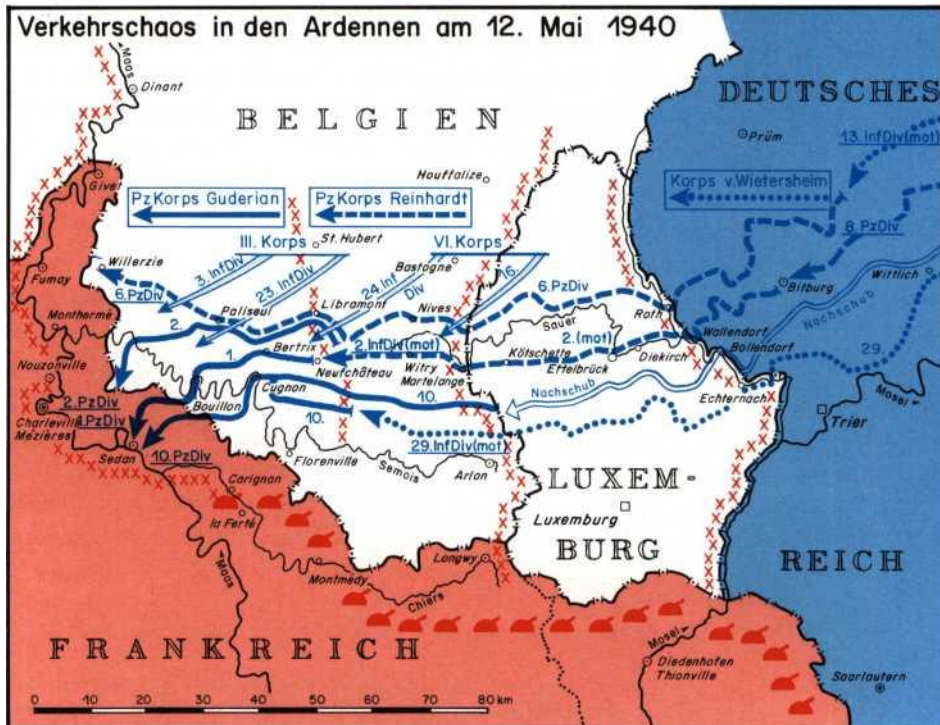 Verkehrschaos in den Ardennen am 12. Mai 1940
Maas
Dinant
BELGIEN
DEUTSCHES
Prüm
13. InfDiv(mot)
Givet
Houffalize
PzKorps Guderian
PzKorps Reinhardt
Korps v.Wietersheim
III. Korps
St. Hubert
VI. Korps
8. PzDiv
Willerzie
3. InfDiv
23. InfDiv
24. Inf
Div
Bastogne
16.
Wittlich
Fumay
6. PzDiv
Paliseul
Libramont
Nives
6. PzDiv
Bitburg
Nachschub
Monthermé
2.
Sauer
Roth
Wallendorf
Bollendorf
1.
Bertrix
2. InfDiv(mot)
Kötschette
2. (mot)
Diekirch
29.
Nouzonville
Neufchâteau
Witry
Martelange
Ettelbrück
Cugnon
Nachschub
Echternach
Mosel
2. PzDiv
Bouillon
10.
10.
Charleville
Mézières
1. PzDiv
Trier
Sedan
10. PzDiv
29. InfDiv(mot)
Florenville
Semois
Arlon
Carignan
LUXEM-
la Ferté
Luxemburg
Longwy
BURG
REICH
Maas
Montmédy
Chiers
FRANKREICH
Mosel
Diedenhofen
Thionville
Saarlautern
0 10 20 30 40 50 60 70 80 km